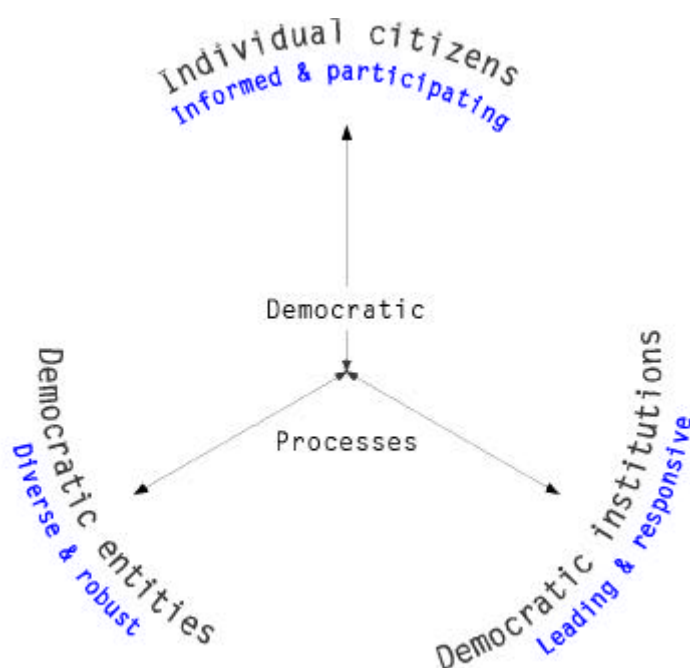 Individual citizens
Informed & participating
Democratic
Processes
Democratic entities
Diverse & robust
Democratic institutions
Leading & responsive